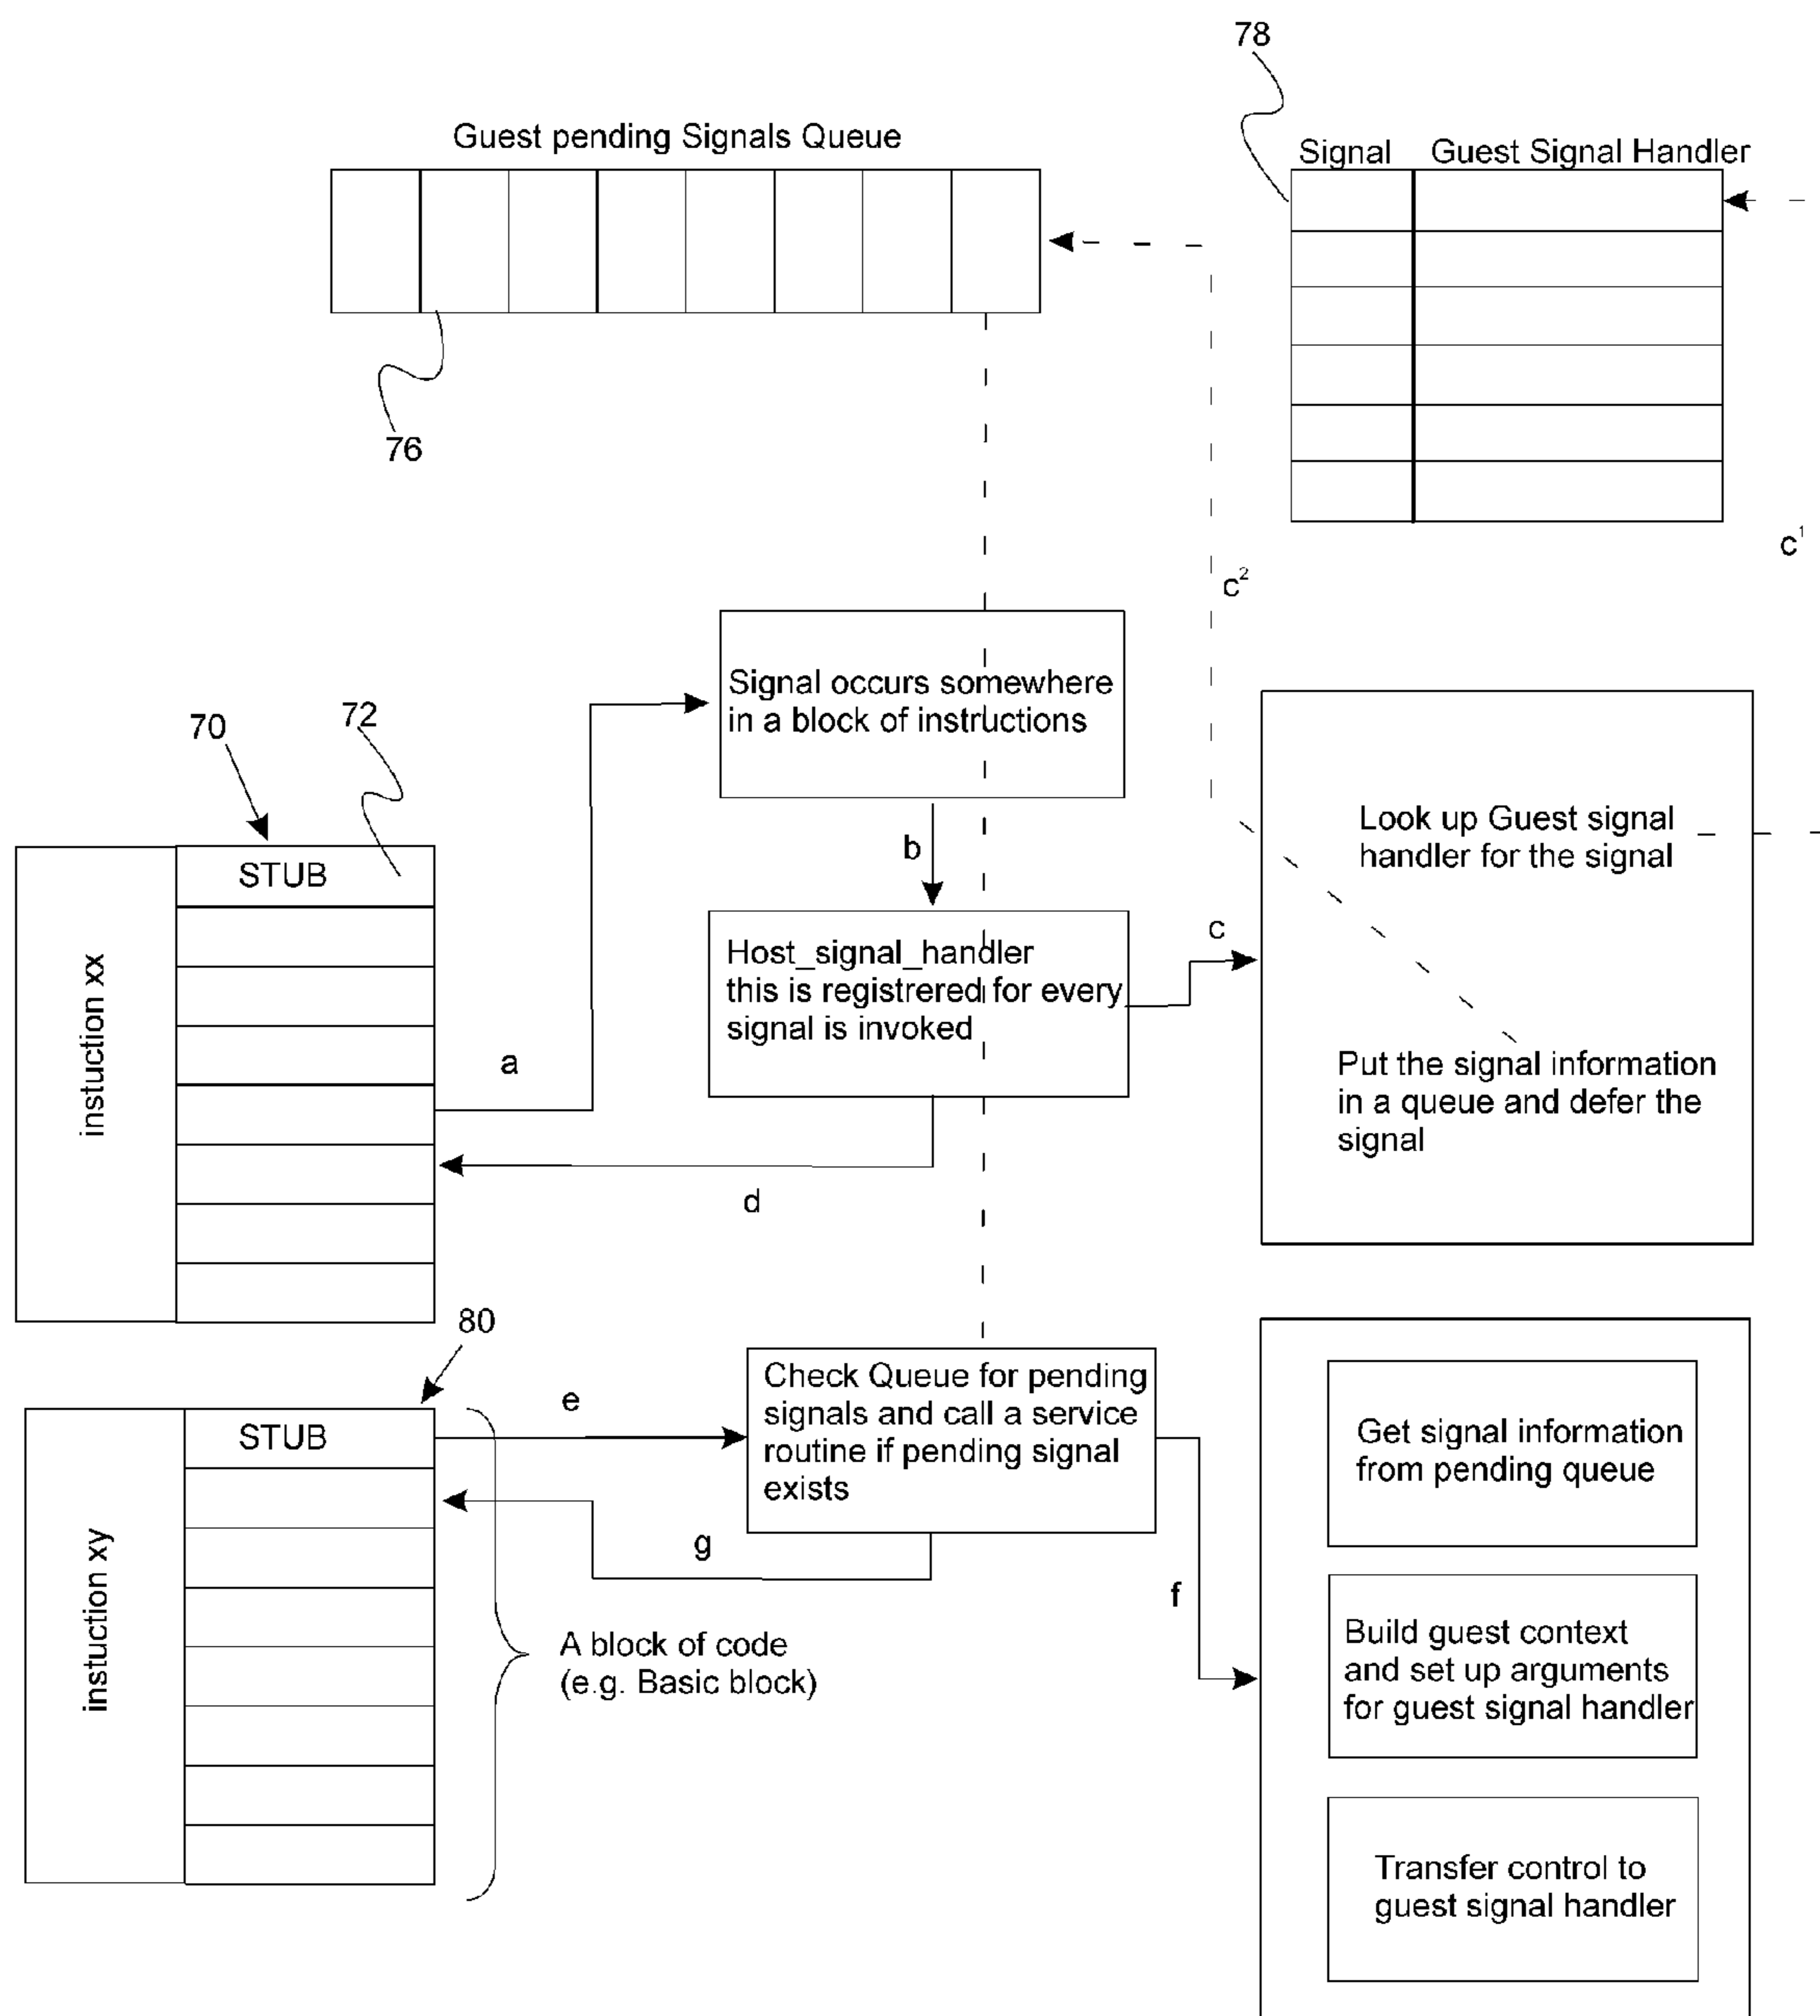 78
Guest pending Signals Queue
Signal Guest Signal Handler
76
c¹
c²
Signal occurs somewhere
in a block of instructions
70
72
b
Look up Guest signal
handler for the signal
STUB
instuction xx
Host_signal_handler
this is registrered for every
signal is invoked
c
a
Put the signal information
in a queue and defer the
signal
d
80
STUB
instuction xy
e
Check Queue for pending
signals and call a service
routine if pending signal
exists
g
f
A block of code
(e.g. Basic block)
Get signal information
from pending queue
Build guest context
and set up arguments
for guest signal handler
Transfer control to
guest signal handler